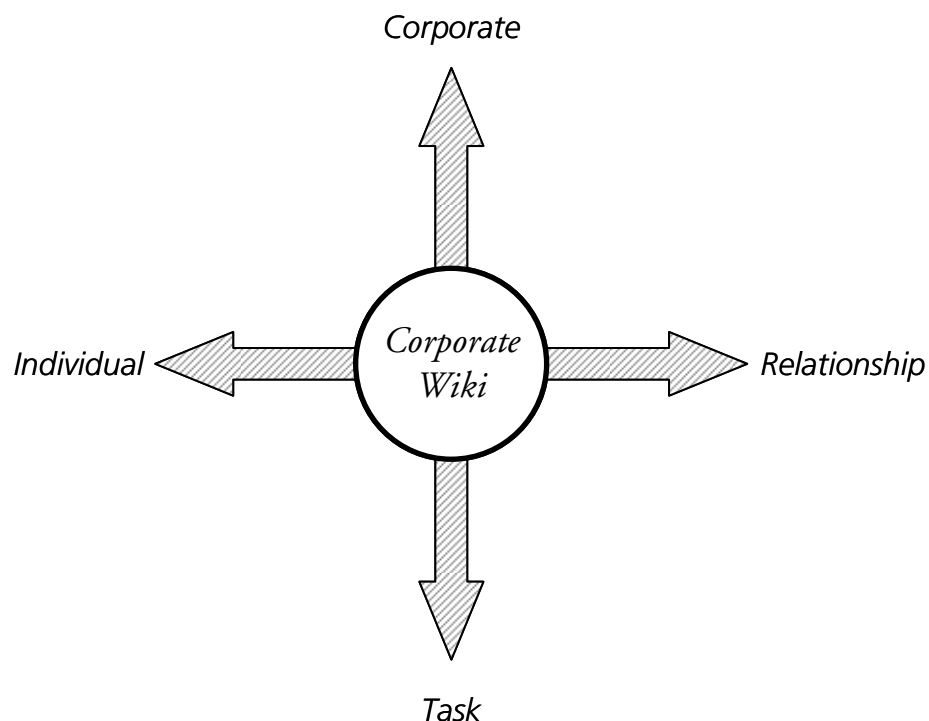 Corporate
Individual
Corporate
Wiki
Relationship
Task